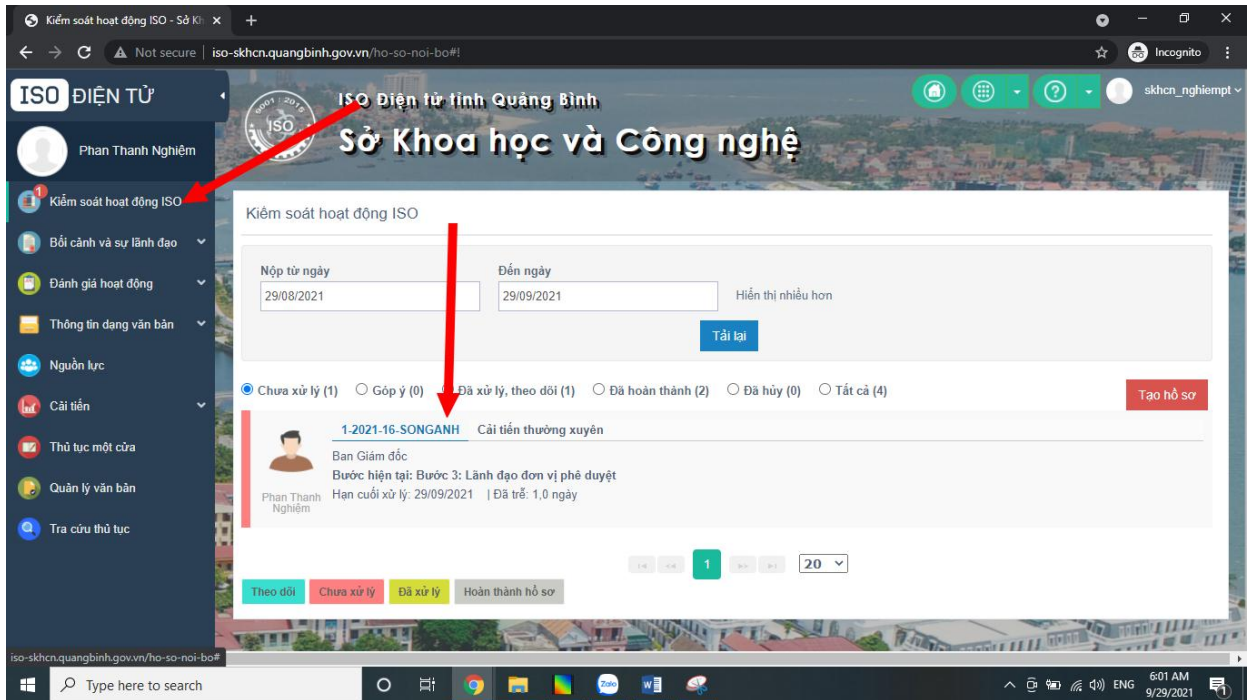 Kiểm soát hoạt động ISO - Sở Kh
Not secure | iso-skhcn.quangbinh.gov.vn/ho-so-noi-bo#!
Incognito
ISO ĐIỆN TỬ
ISO Điện tử tỉnh Quảng Bình
Sở Khoa học và Công nghệ
skhcn_nghiempt
Phan Thanh Nghiệm
1
Kiểm soát hoạt động ISO
Bối cảnh và sự lãnh đạo
Đánh giá hoạt động
Thông tin dạng văn bản
Nguồn lực
Cải tiến
Thủ tục một cửa
Quản lý văn bản
Tra cứu thủ tục
Kiểm soát hoạt động ISO
Nộp từ ngày
Đến ngày
29/08/2021
29/09/2021
Hiển thị nhiều hơn
Tải lại
Chưa xử lý (1) Góp ý (0) Đã xử lý, theo dõi (1) Đã hoàn thành (2) Đã hủy (0) Tất cả (4)
Tạo hồ sơ
1-2021-16-SONGANH Cải tiến thường xuyên
Ban Giám đốc
Bước hiện tại: Bước 3: Lãnh đạo đơn vị phê duyệt
Hạn cuối xử lý: 29/09/2021 | Đã trễ: 1,0 ngày
Phan Thanh
Nghiệm
1
20
Theo dõi Chưa xử lý Đã xử lý Hoàn thành hồ sơ
iso-skhcn.quangbinh.gov.vn/ho-so-noi-bo#
Type here to search
Zalo
ENG
6:01 AM
9/29/2021